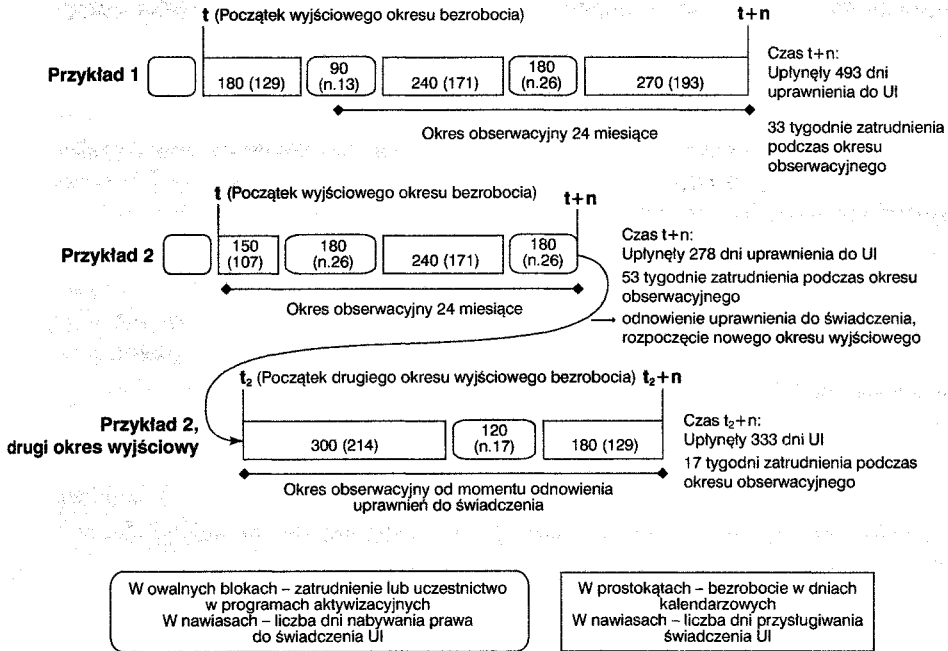 t (Początek wyjściowego okresu bezrobocia)
t+n
Przykład 1
180 (129)
90
(n.13)
240 (171)
180
(n.26)
270 (193)
Okres obserwacyjny 24 miesiące
Czas t+n:
Upłynęły 493 dni
uprawnienia do UI
33 tygodnie zatrudnienia
podczas okresu
obserwacyjnego
t (Początek wyjściowego okresu bezrobocia)
t+n
Przykład 2
150
(107)
180
(n.26)
240 (171)
180
(n.26)
Okres obserwacyjny 24 miesiące
Czas t+n:
Upłynęły 278 dni uprawnienia do UI
53 tygodnie zatrudnienia podczas okresu
obserwacyjnego
→ odnowienie uprawnienia do świadczenia,
rozpoczęcie nowego okresu wyjściowego
t₂ (Początek drugiego okresu wyjściowego bezrobocia)
t₂+n
Przykład 2,
drugi okres wyjściowy
300 (214)
120
(n.17)
180 (129)
Okres obserwacyjny od momentu odnowienia
uprawnień do świadczenia
Czas t₂+n:
Upłynęły 333 dni UI
17 tygodni zatrudnienia podczas
okresu obserwacyjnego
W owalnych blokach – zatrudnienie lub uczestnictwo
w programach aktywizacyjnych
W nawiasach – liczba dni nabywania prawa
do świadczenia UI
W prostokątach – bezrobocie w dniach
kalendarzowych
W nawiasach – liczba dni przysługiwania
świadczenia UI